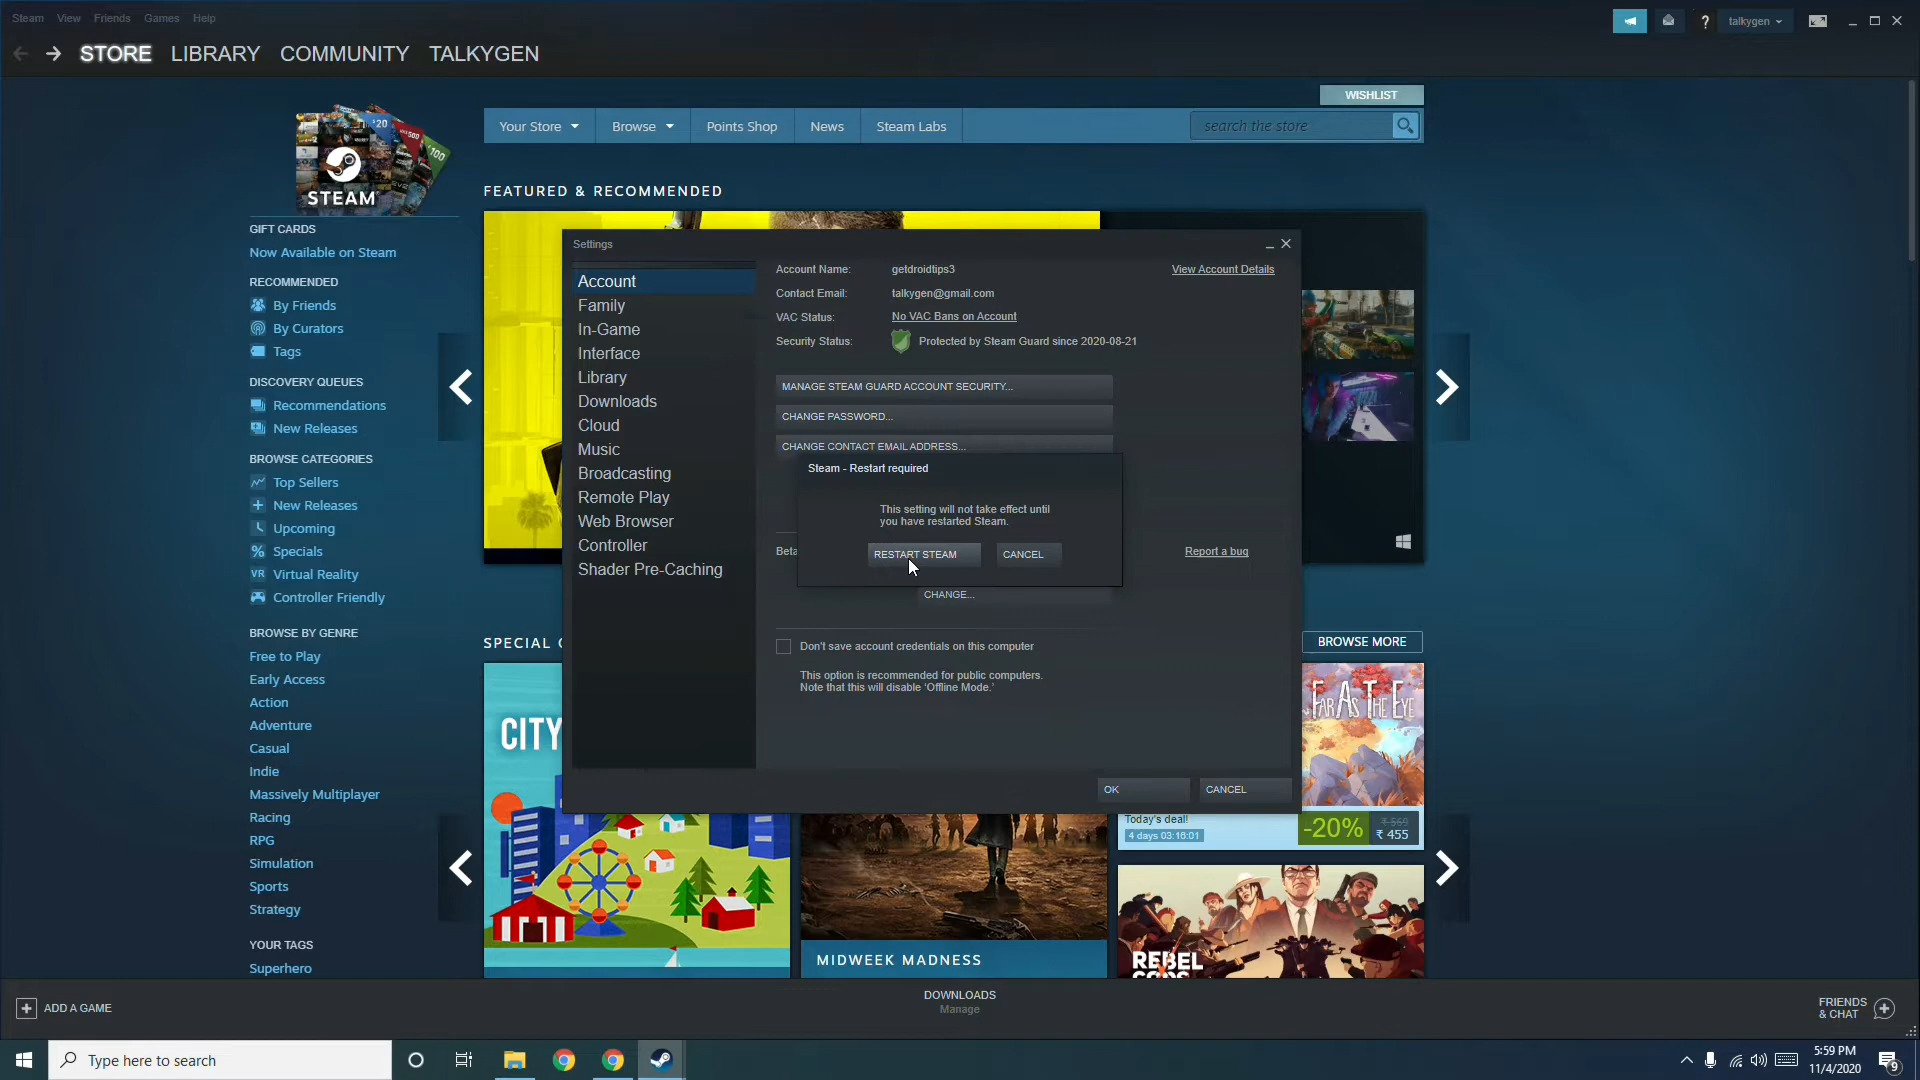 Steam View Friends Games Help
talkygen
STORE LIBRARY COMMUNITY TALKYGEN
WISHLIST
Your Store Browse Points Shop News Steam Labs
search the store
STEAM
FEATURED & RECOMMENDED
GIFT CARDS
Now Available on Steam
RECOMMENDED
By Friends
By Curators
Tags
DISCOVERY QUEUES
Recommendations
New Releases
BROWSE CATEGORIES
Top Sellers
New Releases
Upcoming
Specials
VR Virtual Reality
Controller Friendly
BROWSE BY GENRE
Free to Play
Early Access
Action
Adventure
Casual
Indie
Massively Multiplayer
Racing
RPG
Simulation
Sports
Strategy
YOUR TAGS
Superhero
Settings
Account
Family
In-Game
Interface
Library
Downloads
Cloud
Music
Broadcasting
Remote Play
Web Browser
Controller
Shader Pre-Caching
Account Name: getdroidtips3 View Account Details
Contact Email: talkygen@gmail.com
VAC Status: No VAC Bans on Account
Security Status: Protected by Steam Guard since 2020-08-21
MANAGE STEAM GUARD ACCOUNT SECURITY...
CHANGE PASSWORD...
CHANGE CONTACT EMAIL ADDRESS...
Steam - Restart required
This setting will not take effect until
you have restarted Steam.
RESTART STEAM CANCEL
Beta
Report a bug
CHANGE...
Don't save account credentials on this computer
This option is recommended for public computers.
Note that this will disable 'Offline Mode.'
OK CANCEL
SPECIAL
BROWSE MORE
CITY
FAR AS THE EYE
Today's deal!
4 days 03:16:01
-20% ₹ 569
₹ 455
MIDWEEK MADNESS
REBEL
COPS
ADD A GAME
DOWNLOADS
Manage
FRIENDS
& CHAT
Type here to search
5:59 PM
11/4/2020
9